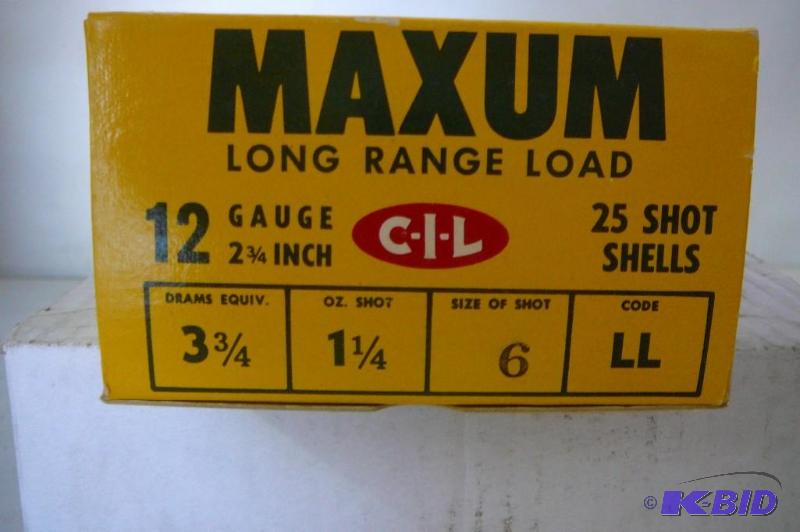 MAXUM
LONG RANGE LOAD
12 GAUGE 2¾ INCH
C-I-L
25 SHOT SHELLS
DRAMS EQUIV. OZ. SHOT SIZE OF SHOT CODE
3¾ 1¼ 6 LL
© K-BID